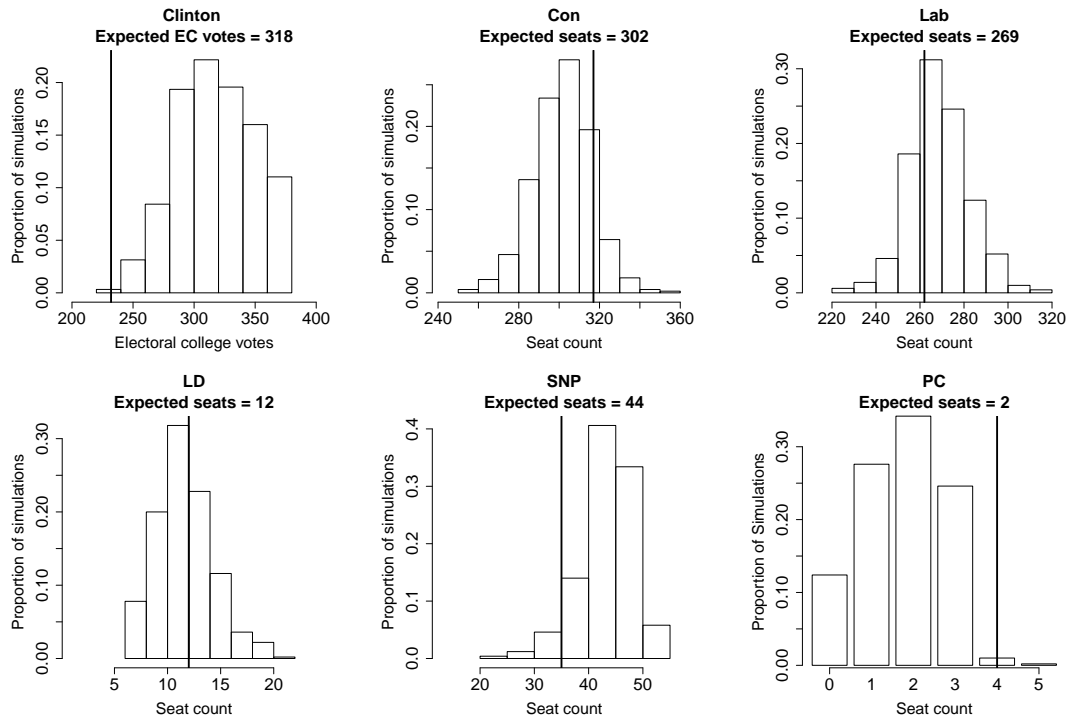 Clinton
Expected EC votes = 318
Proportion of simulations
0.00
0.05
0.10
0.15
0.20
200
250
300
350
400
Electoral college votes
Con
Expected seats = 302
Proportion of simulations
0.00
0.10
0.20
240
280
320
360
Seat count
Lab
Expected seats = 269
Proportion of simulations
0.00
0.10
0.20
0.30
220
240
260
280
300
320
Seat count
LD
Expected seats = 12
Proportion of simulations
0.00
0.10
0.20
0.30
5
10
15
20
Seat count
SNP
Expected seats = 44
Proportion of simulations
0.0
0.1
0.2
0.3
0.4
20
30
40
50
Seat count
PC
Expected seats = 2
Proportion of Simulations
0.00
0.10
0.20
0.30
0
1
2
3
4
5
Seat count